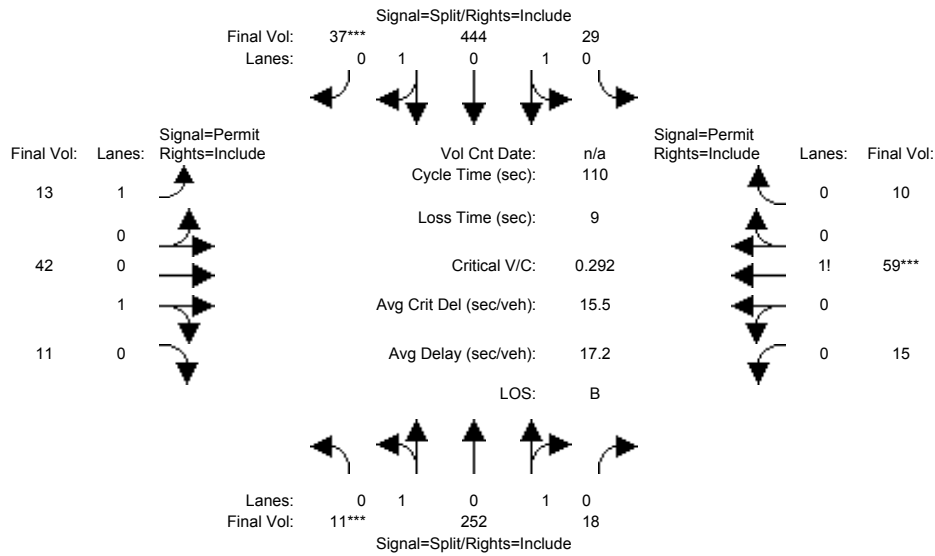 Signal=Split/Rights=Include
Final Vol: 37*** 444 29
Lanes: 0 1 0 1 0
Signal=Permit Signal=Permit
Final Vol: Lanes: Rights=Include Vol Cnt Date: n/a Rights=Include Lanes: Final Vol:
Cycle Time (sec): 110
13 1 0 10
Loss Time (sec): 9
0 0
42 0 Critical V/C: 0.292 1! 59***
1 Avg Crit Del (sec/veh): 15.5 0
11 0 Avg Delay (sec/veh): 17.2 0 15
LOS: B
Lanes: 0 1 0 1 0
Final Vol: 11*** 252 18
Signal=Split/Rights=Include